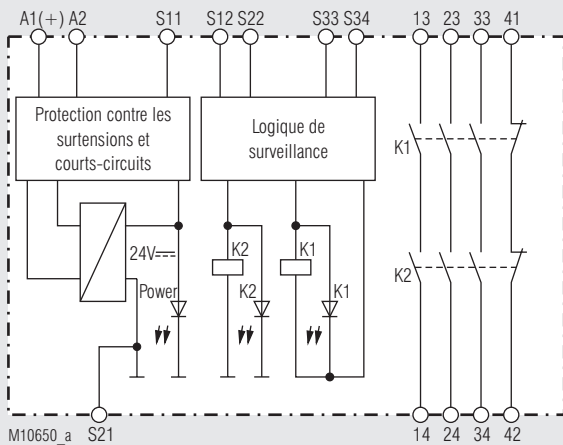 A1(+) A2 S11 S12 S22 S33 S34 13 23 33 41
Protection contre les
surtensions et
courts-circuits
Logique de
surveillance
K1
24V
K2 K1
K2
Power K2 K1
14 24 34 42
M10650_a S21